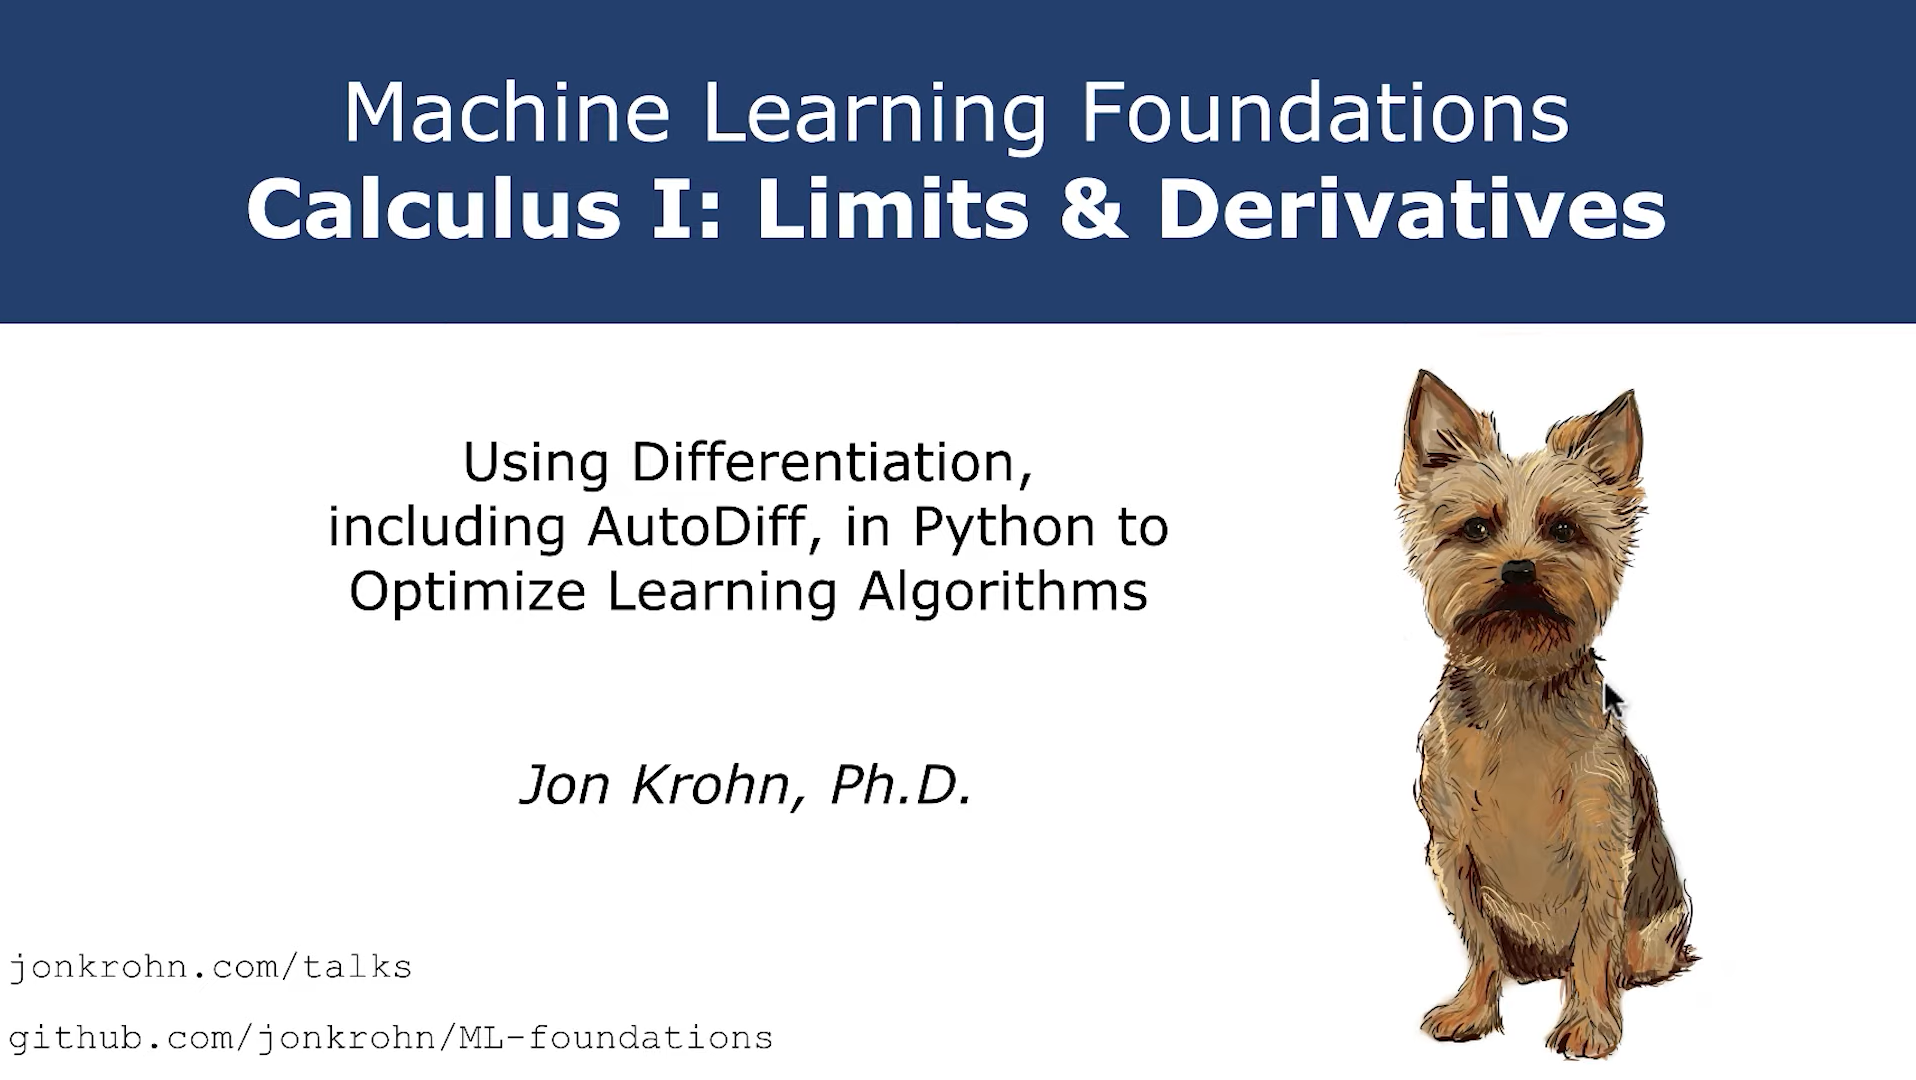 Machine Learning Foundations
Calculus I: Limits & Derivatives
Using Differentiation,
including AutoDiff, in Python to
Optimize Learning Algorithms
Jon Krohn, Ph.D.
jonkrohn.com/talks
github.com/jonkrohn/ML-foundations